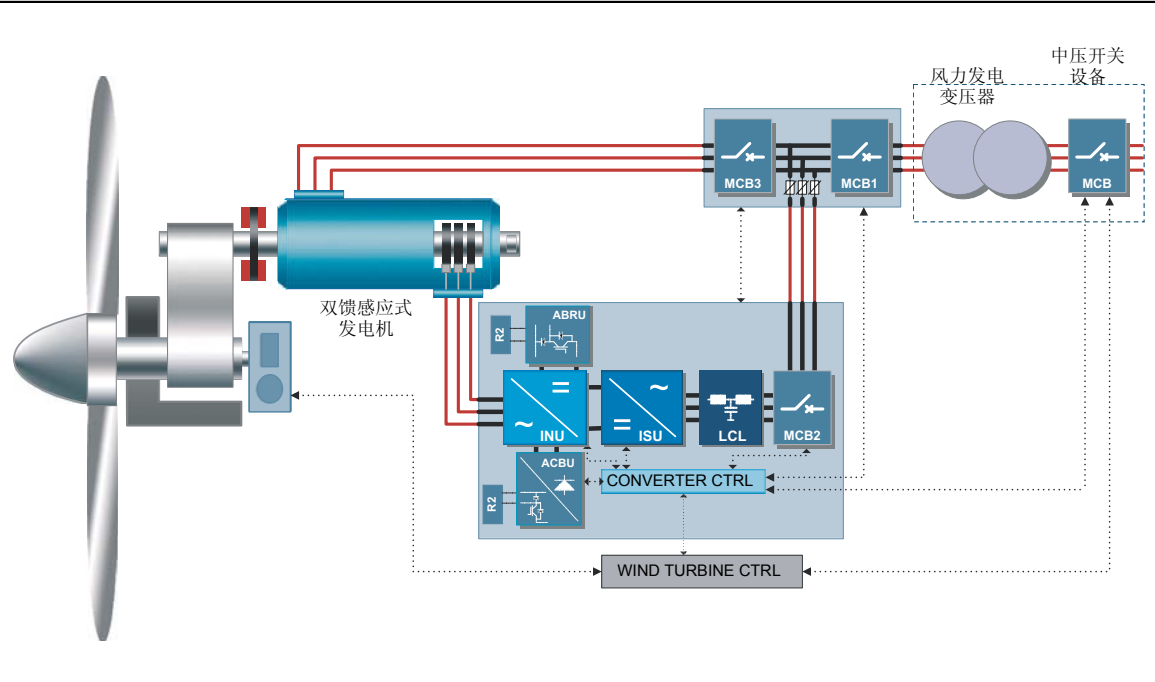 中压开关
设备
风力发电
变压器
MCB3
MCB1
MCB
双馈感应式
发电机
ABRU
R2
INU
ISU
LCL
MCB2
ACBU
R2
CONVERTER CTRL
WIND TURBINE CTRL